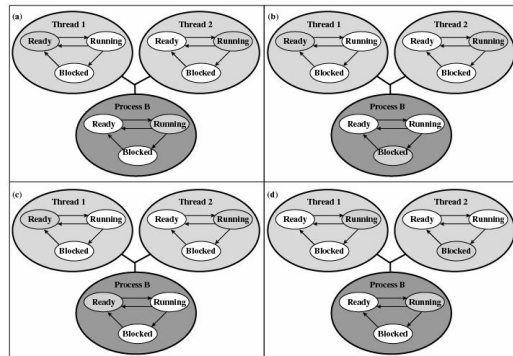 (a)
Thread 1
Ready Running
Blocked
Thread 2
Ready Running
Blocked
Process B
Ready Running
Blocked
(b)
Thread 1
Ready Running
Blocked
Thread 2
Ready Running
Blocked
Process B
Ready Running
Blocked
(c)
Thread 1
Ready Running
Blocked
Thread 2
Ready Running
Blocked
Process B
Ready Running
Blocked
(d)
Thread 1
Ready Running
Blocked
Thread 2
Ready Running
Blocked
Process B
Ready Running
Blocked